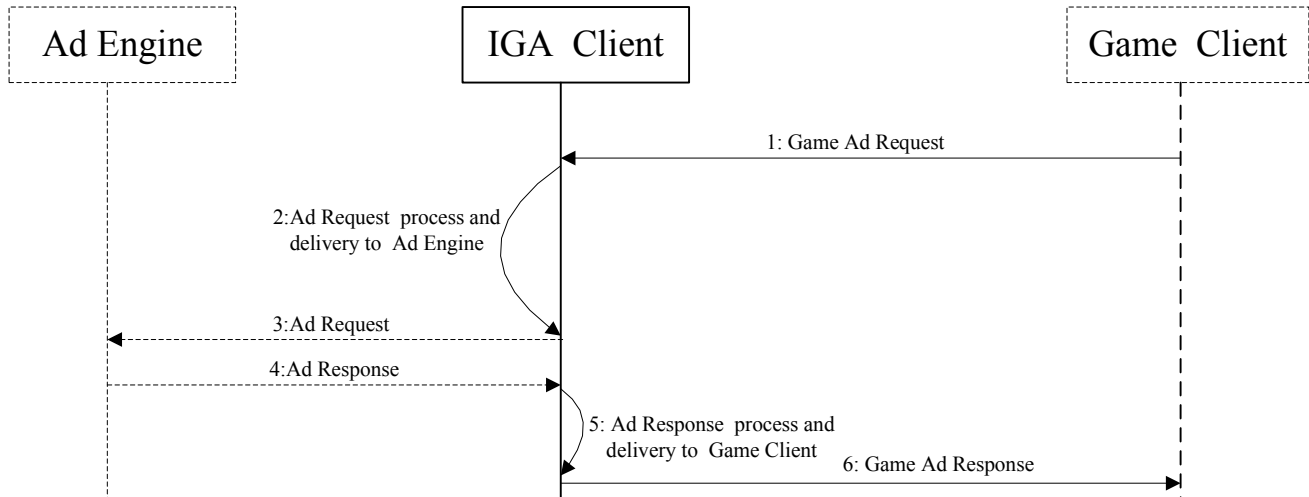 Ad Engine
IGA Client
Game Client
1: Game Ad Request
2:Ad Request process and
delivery to Ad Engine
3:Ad Request
4:Ad Response
5: Ad Response process and
delivery to Game Client
6: Game Ad Response